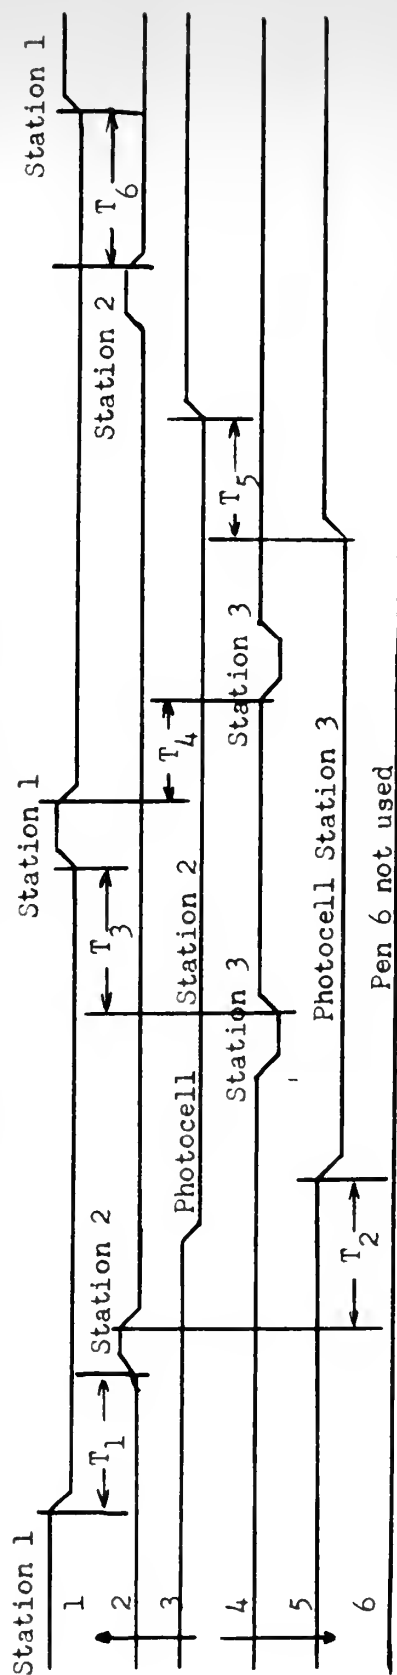 Station 1
Station 1
Station 1
T6
Station 2
T1
Station 2
T3
T4
T5
Photocell Station 2
Station 3
Station 3
T2
Photocell Station 3
Pen 6 not used
1
2
3
4
5
6